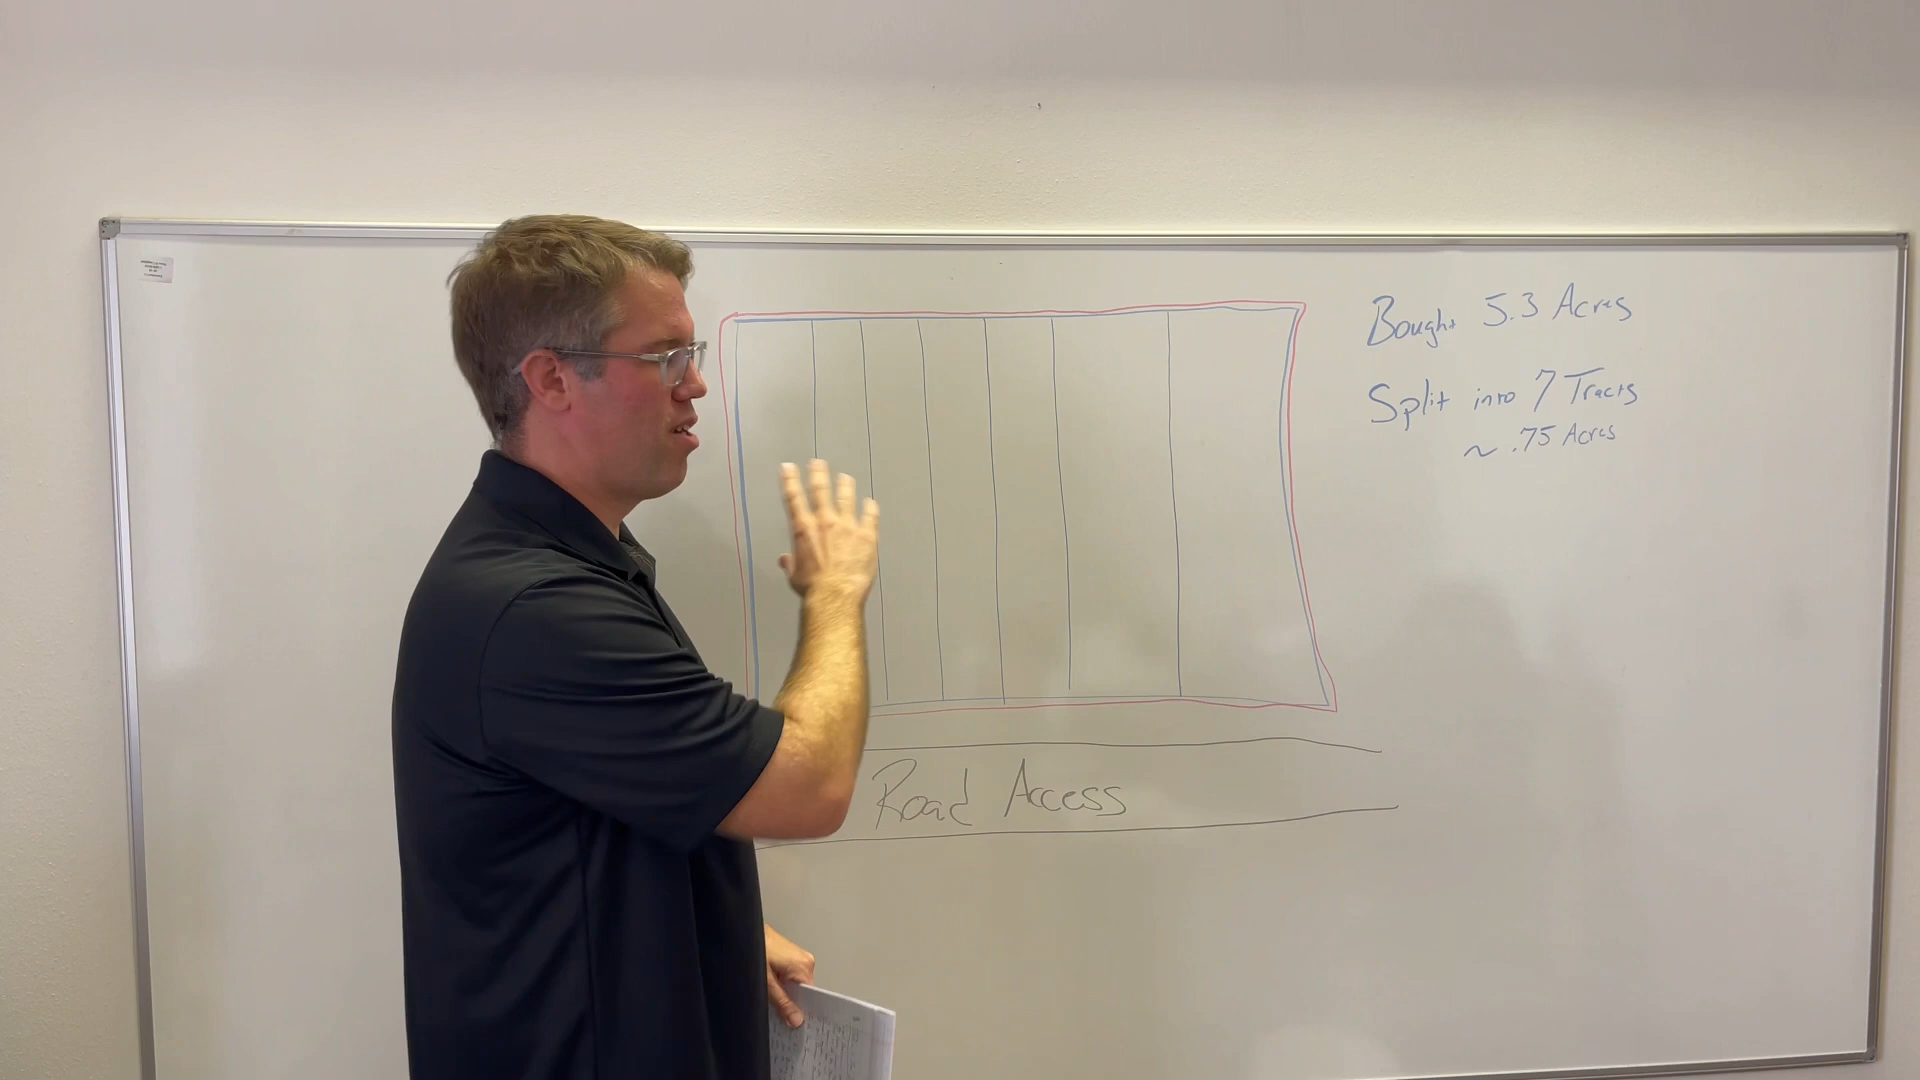 Bought 5.3 Acres
Split into 7 Tracts
~ .75 Acres
Road Access